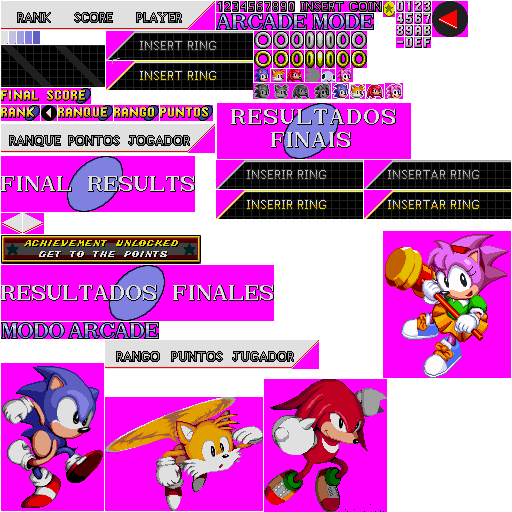 RANK SCORE PLAYER
1234567890 INSERT COIN
ARCADE MODE
0123
4567
89AB
-DEF
INSERT RING
INSERT RING
FINAL SCORE
RANK RANQUE RANGO PUNTOS
RANQUE PONTOS JOGADOR
RESULTADOS
FINAIS
FINAL RESULTS
INSERIR RING
INSERTAR RING
INSERIR RING
INSERTAR RING
ACHIEVEMENT UNLOCKED
GET TO THE POINTS
RESULTADOS FINALES
MODO ARCADE
RANGO PUNTOS JUGADOR